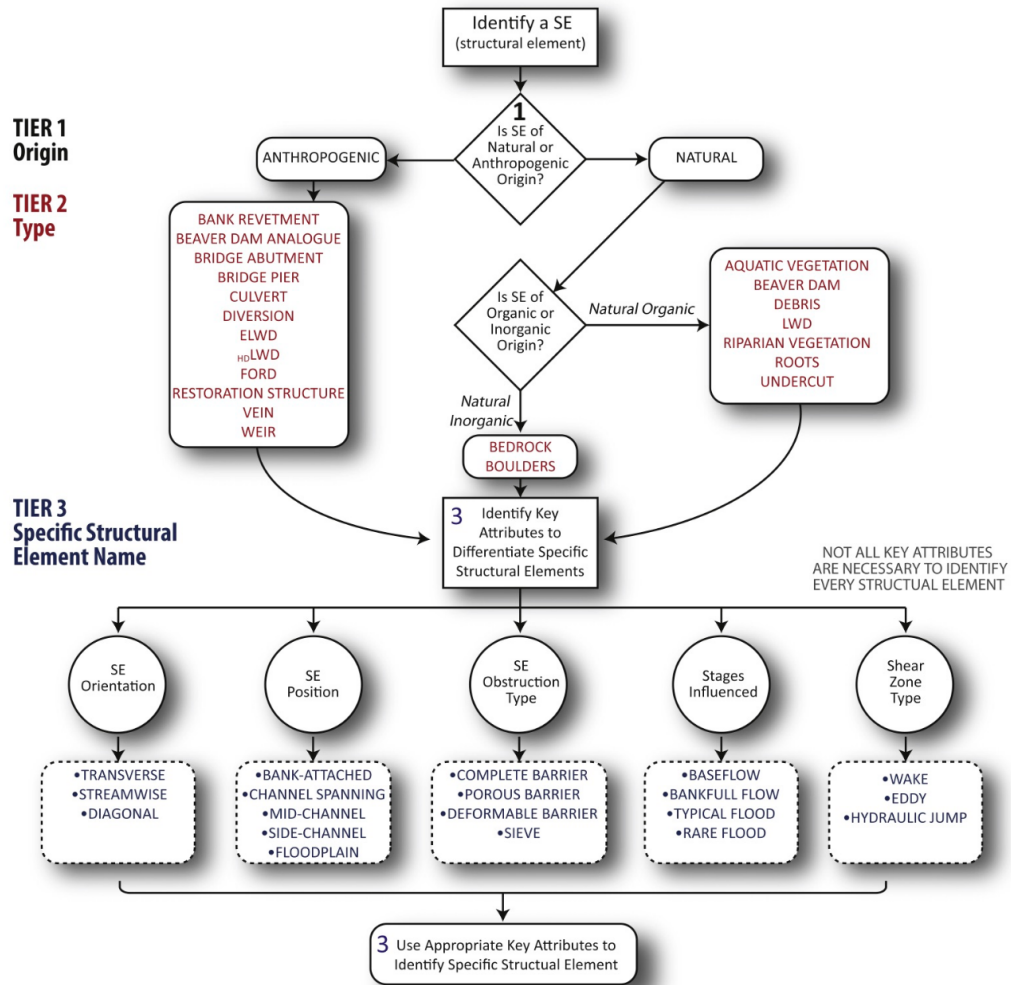 Identify a SE
(structural element)
TIER 1
Origin
1
Is SE of
Natural or
Anthropogenic
Origin?
ANTHROPOGENIC
NATURAL
TIER 2
Type
BANK REVETMENT
BEAVER DAM ANALOGUE
BRIDGE ABUTMENT
BRIDGE PIER
CULVERT
DIVERSION
ELWD
HDLWD
FORD
RESTORATION STRUCTURE
VEIN
WEIR
Is SE of
Organic or
Inorganic
Origin?
Natural Organic
AQUATIC VEGETATION
BEAVER DAM
DEBRIS
LWD
RIPARIAN VEGETATION
ROOTS
UNDERCUT
Natural
Inorganic
BEDROCK
BOULDERS
TIER 3
Specific Structural
Element Name
3 Identify Key
Attributes to
Differentiate Specific
Structural Elements
NOT ALL KEY ATTRIBUTES
ARE NECESSARY TO IDENTIFY
EVERY STRUCTUAL ELEMENT
SE
Orientation
SE
Position
SE
Obstruction
Type
Stages
Influenced
Shear
Zone
Type
•TRANSVERSE
•STREAMWISE
•DIAGONAL
•BANK-ATTACHED
•CHANNEL SPANNING
•MID-CHANNEL
•SIDE-CHANNEL
•FLOODPLAIN
•COMPLETE BARRIER
•POROUS BARRIER
•DEFORMABLE BARRIER
•SIEVE
•BASEFLOW
•BANKFULL FLOW
•TYPICAL FLOOD
•RARE FLOOD
•WAKE
•EDDY
•HYDRAULIC JUMP
3 Use Appropriate Key Attributes to
Identify Specific Structual Element